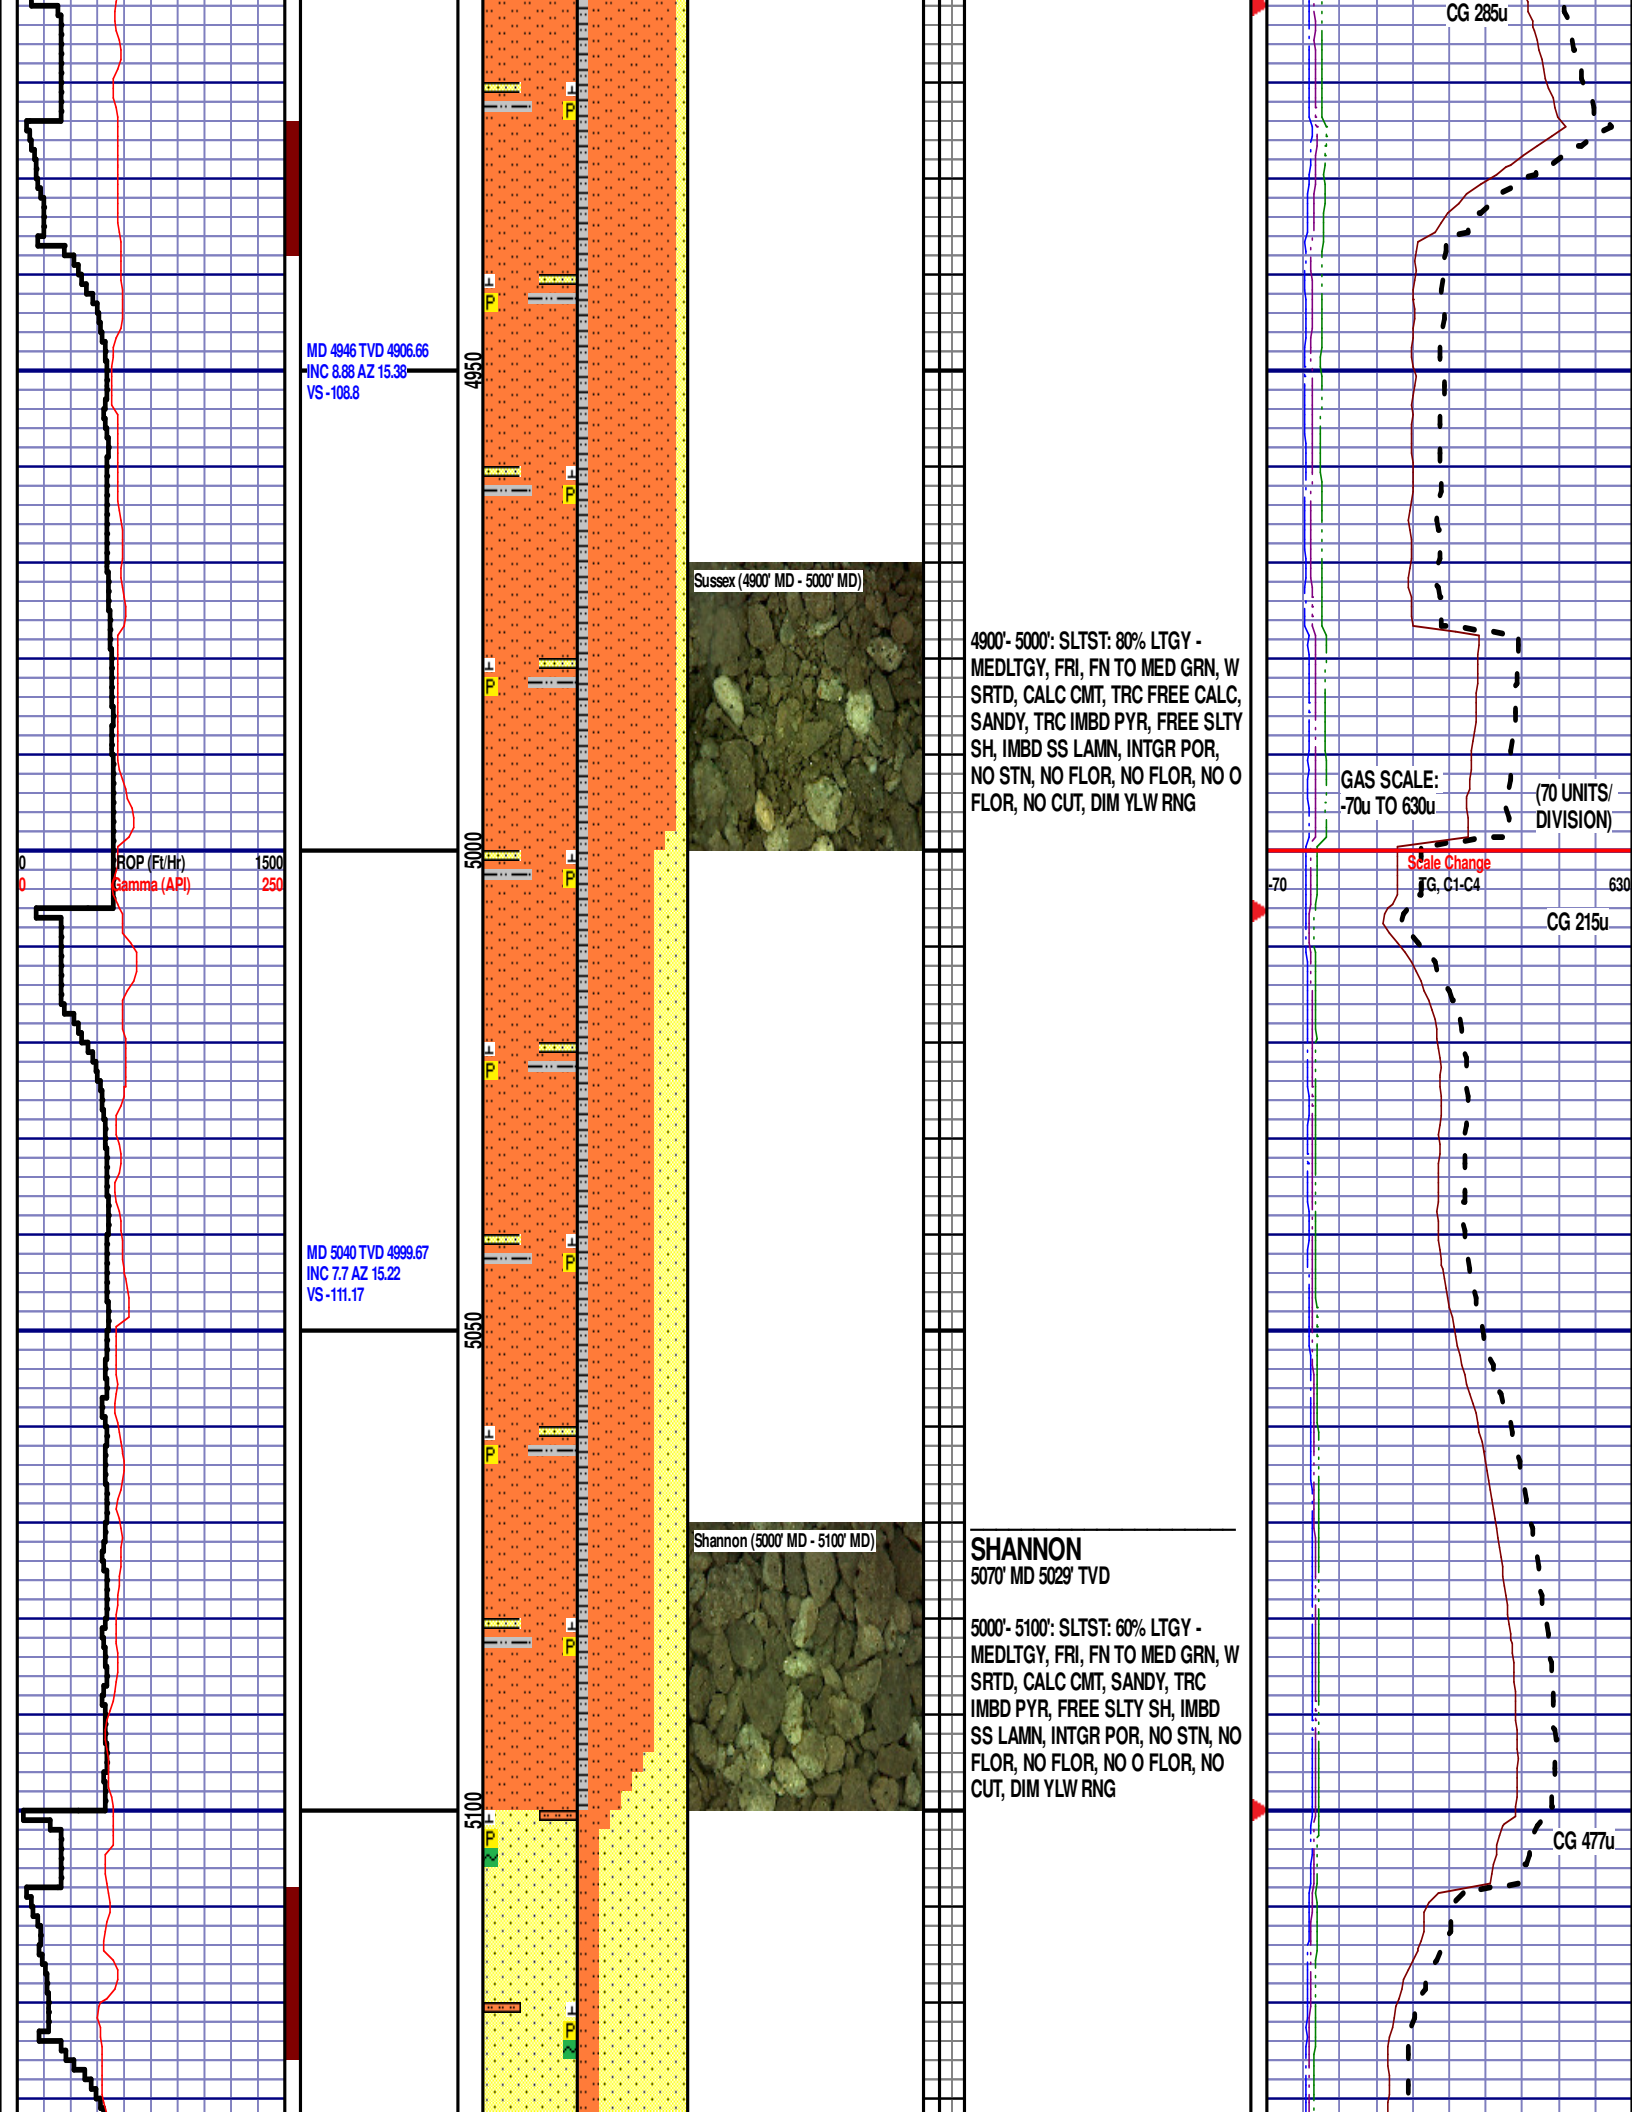 CG 285u
P
P
MD 4946 TVD 4906.66
INC 8.88 AZ 15.38
VS -108.8
4950
P
Sussex (4900' MD - 5000' MD)
4900'- 5000': SLTST: 80% LTGY -
MEDLTGY, FRI, FN TO MED GRN, W
SRTD, CALC CMT, TRC FREE CALC,
SANDY, TRC IMBD PYR, FREE SLTY
SH, IMBD SS LAMN, INTGR POR,
NO STN, NO FLOR, NO FLOR, NO O
FLOR, NO CUT, DIM YLW RNG
P
GAS SCALE:
-70u TO 630u
(70 UNITS/
DIVISION)
5000
0 ROP (Ft/Hr) 1500
0 Gamma (API) 250
P
Scale Change
-70 TG, C1-C4 630
CG 215u
P
MD 5040 TVD 4999.67
INC 7.7 AZ 15.22
VS -111.17
P
5050
P
Shannon (5000' MD - 5100' MD)
SHANNON
5070' MD 5029' TVD
5000'- 5100': SLTST: 60% LTGY -
MEDLTGY, FRI, FN TO MED GRN, W
SRTD, CALC CMT, SANDY, TRC
IMBD PYR, FREE SLTY SH, IMBD
SS LAMN, INTGR POR, NO STN, NO
FLOR, NO FLOR, NO O FLOR, NO
CUT, DIM YLW RNG
P
5100
P
CG 477u
P